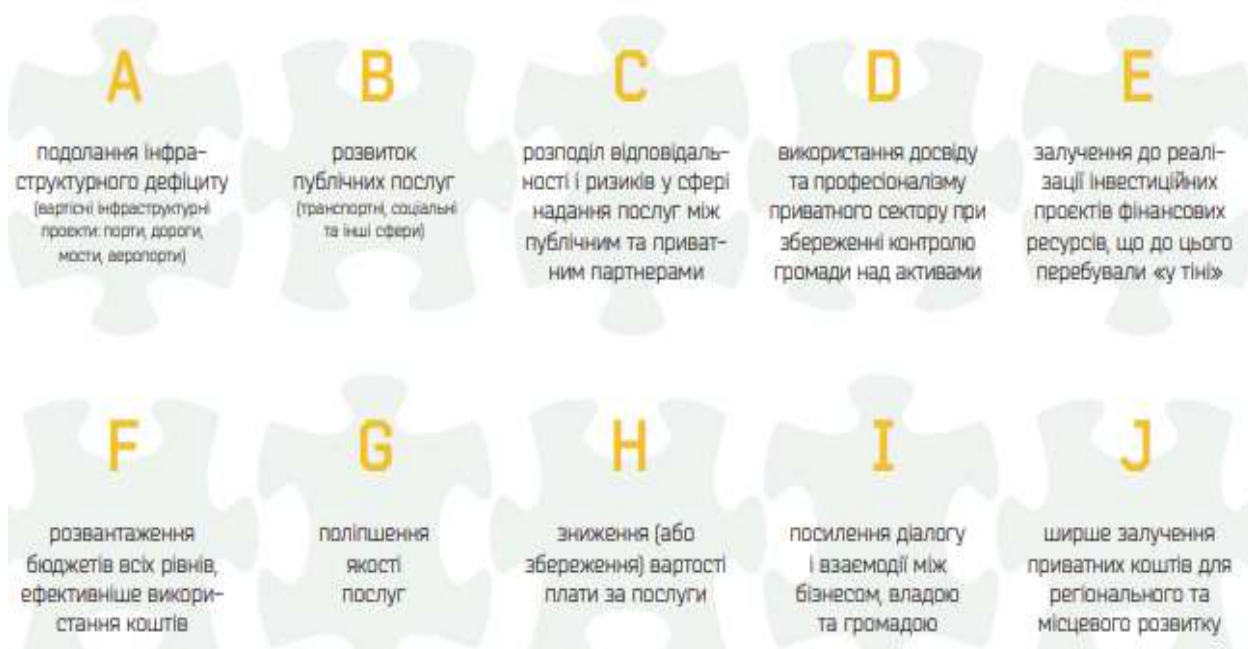 A
подолання інфра-
структурного дефіциту
(вартісні інфраструктурні
проекти: порти, дороги,
мости, аеропорти)
B
розвиток
публічних послуг
(транспортні, соціальні
та інші сфери)
C
розподіл відповідаль-
ності і ризиків у сфері
надання послуг між
публічним та приват-
ним партнерами
D
використання досвіду
та професіоналізму
приватного сектору при
збереженні контролю
громади над активами
E
залучення до реалі-
зації інвестиційних
проектів фінансових
ресурсів, що до цього
перебували «у тіні»
F
розвантаження
бюджетів всіх рівнів,
ефективніше викори-
стання коштів
G
поліпшення
якості
послуг
H
зниження (або
збереження) вартості
плати за послуги
I
посилення діалогу
і взаємодії між
бізнесом, владою
та громадою
J
ширше залучення
приватних коштів для
регіонального та
місцевого розвитку